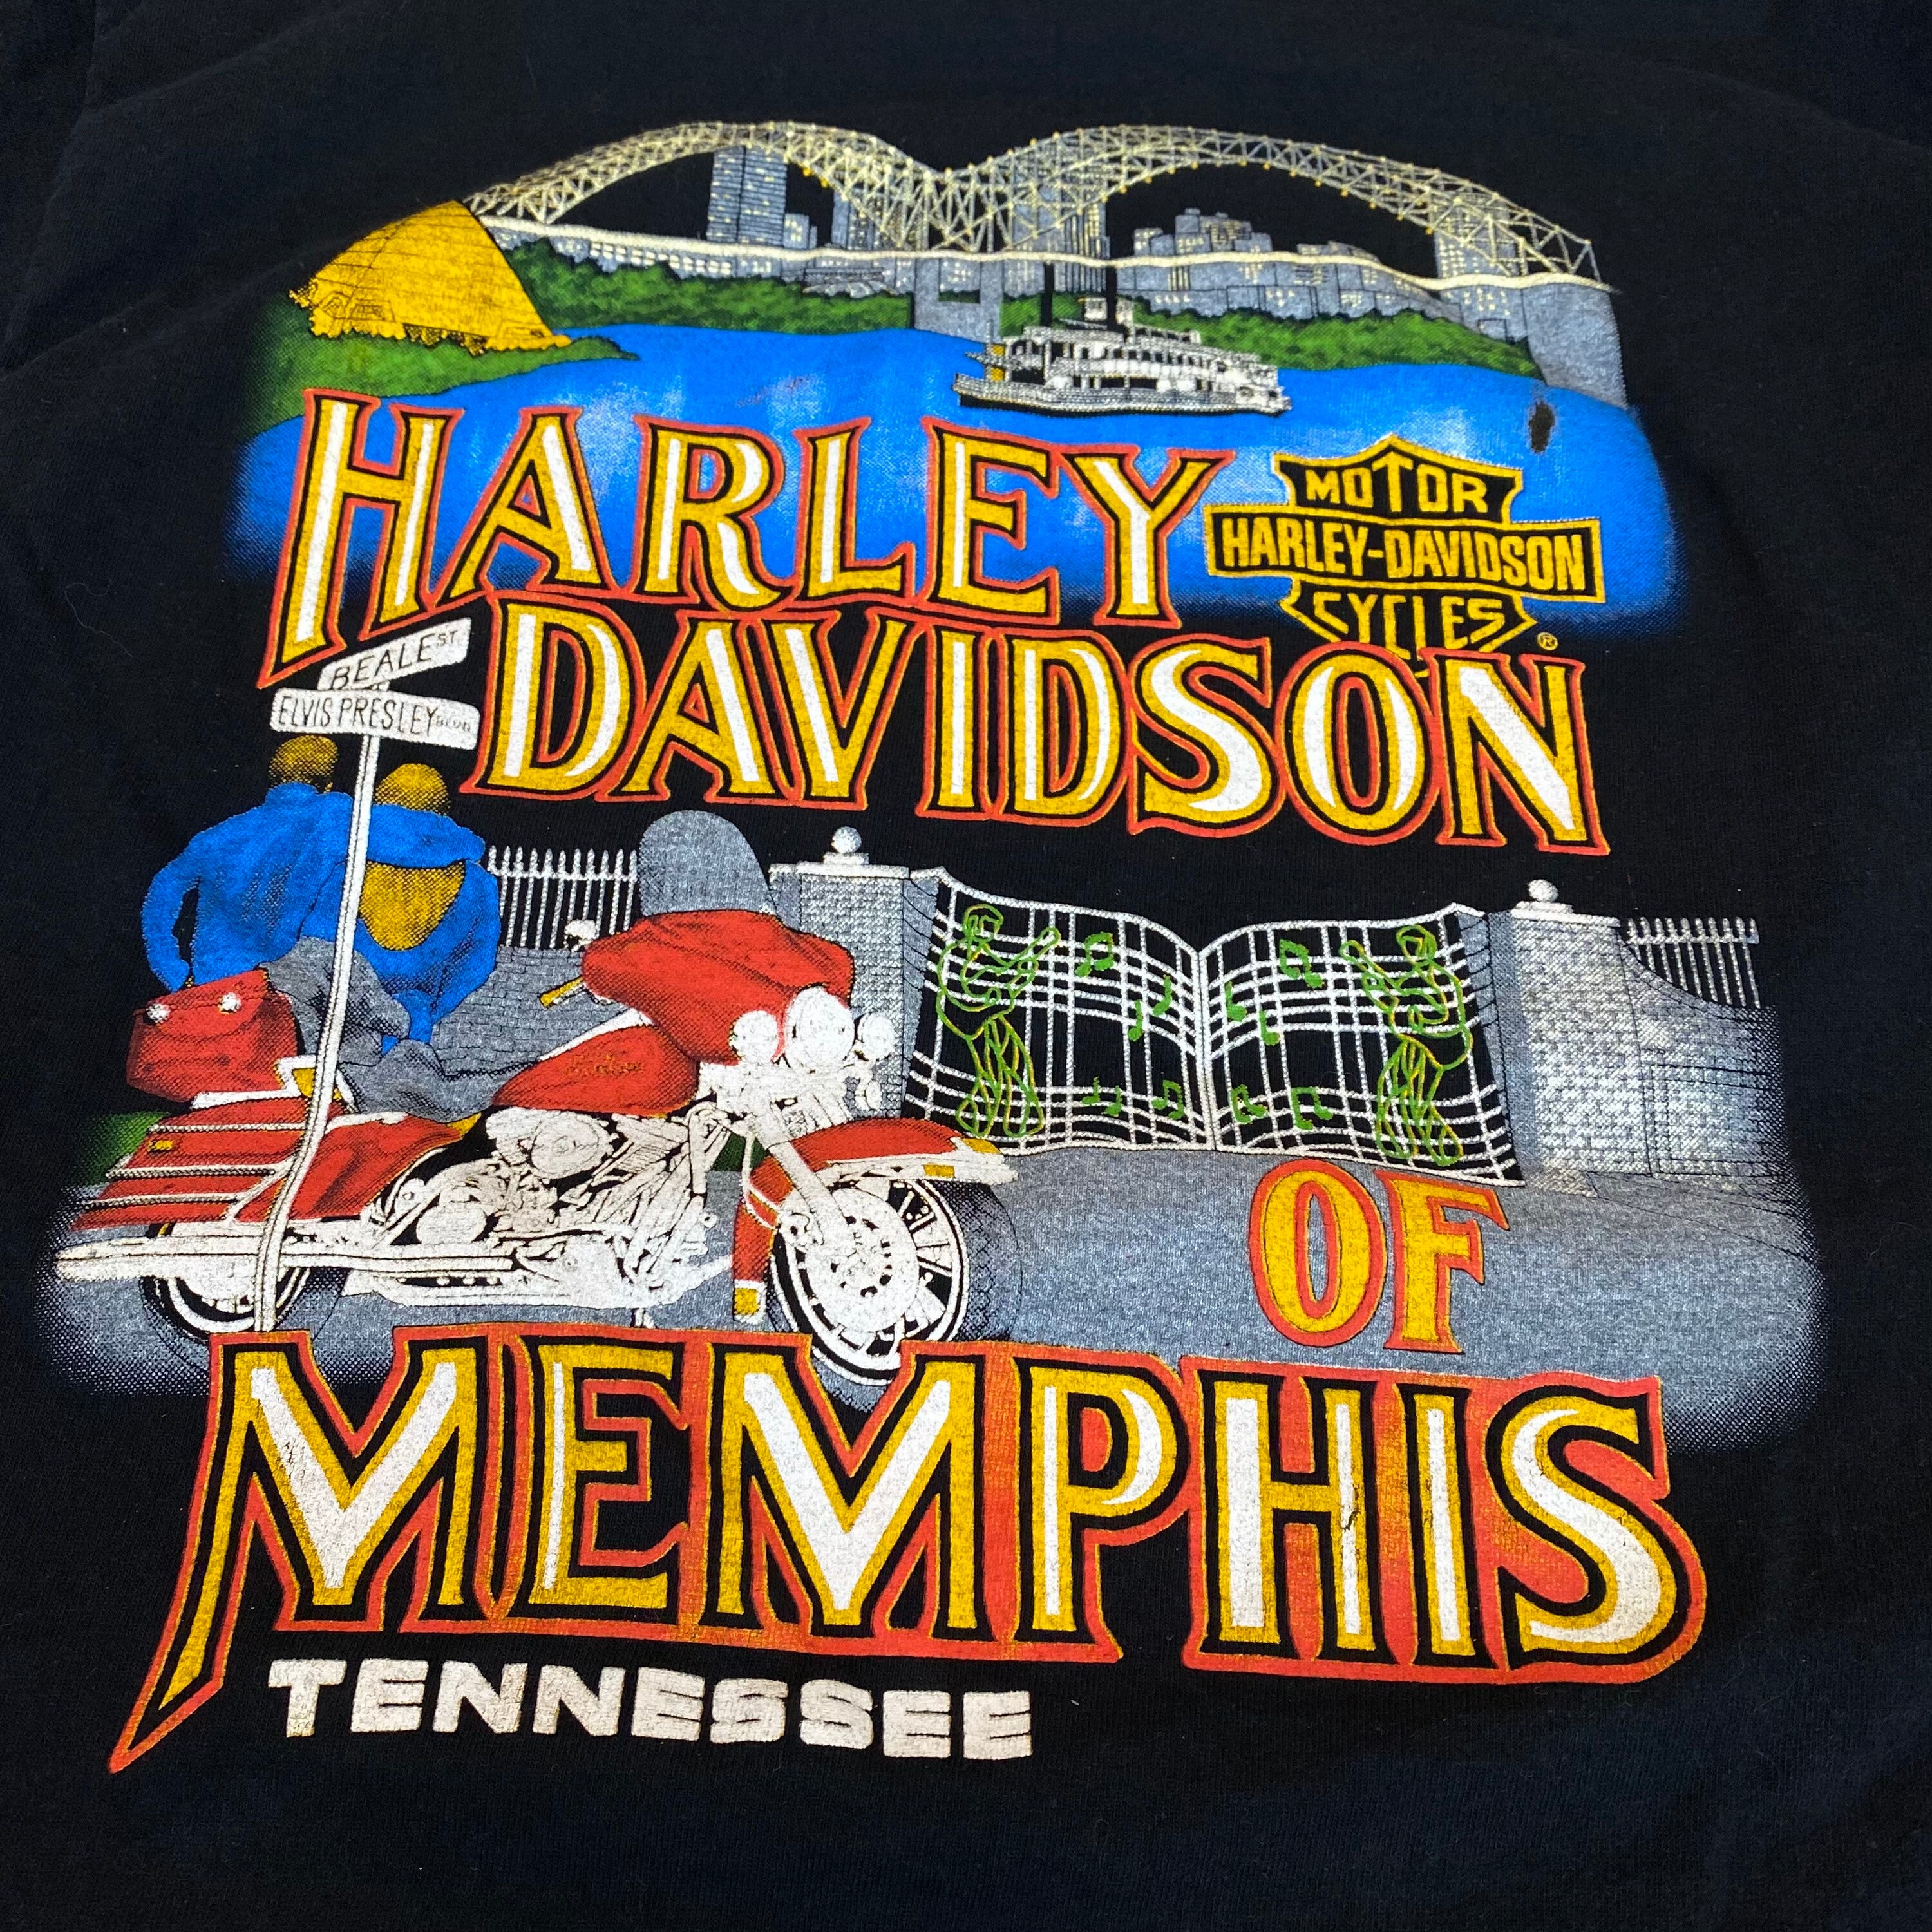 HARLEY
MOTOR
HARLEY-DAVIDSON
CYCLES
®
DAVIDSON
BEALE ST.
ELVIS PRESLEY BLVD
OF
MEMPHIS
TENNESSEE